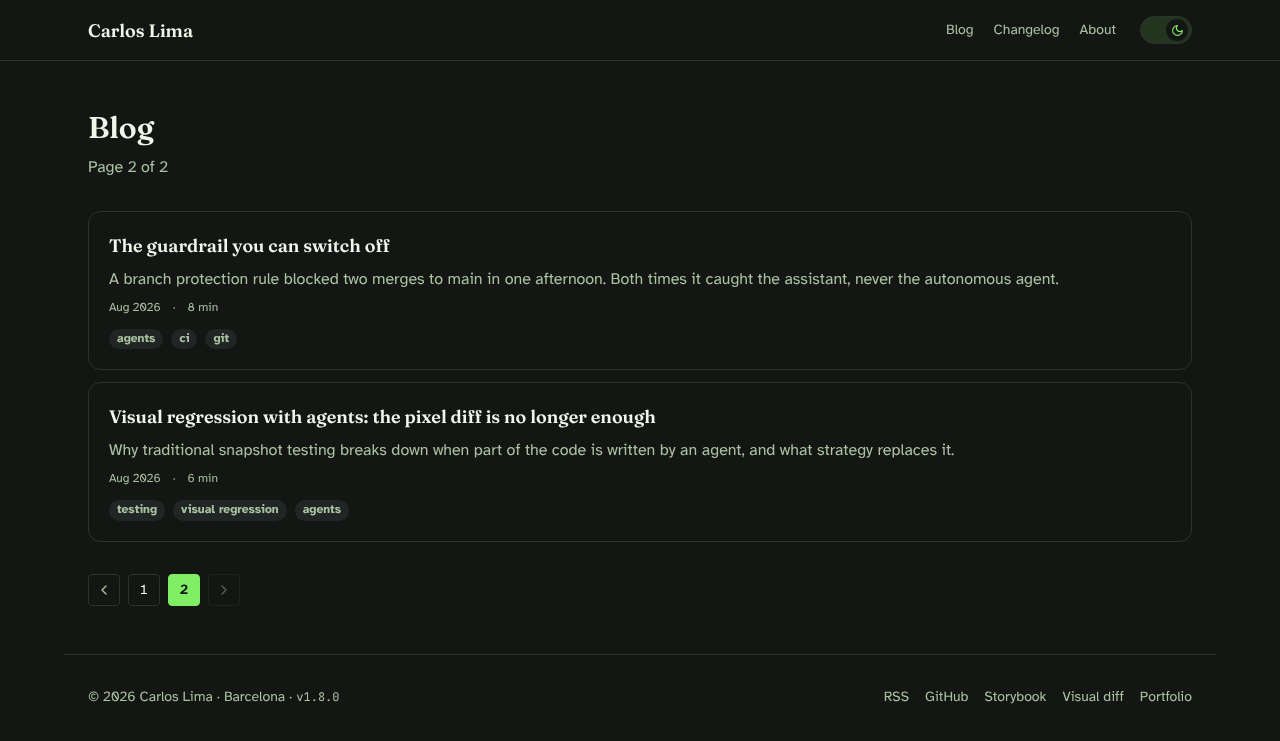 Carlos Lima
Blog Changelog About
Blog
Page 2 of 2
The guardrail you can switch off
A branch protection rule blocked two merges to main in one afternoon. Both times it caught the assistant, never the autonomous agent.
Aug 2026 · 8 min
agents ci git
Visual regression with agents: the pixel diff is no longer enough
Why traditional snapshot testing breaks down when part of the code is written by an agent, and what strategy replaces it.
Aug 2026 · 6 min
testing visual regression agents
1 2
© 2026 Carlos Lima · Barcelona · v1.8.0
RSS GitHub Storybook Visual diff Portfolio